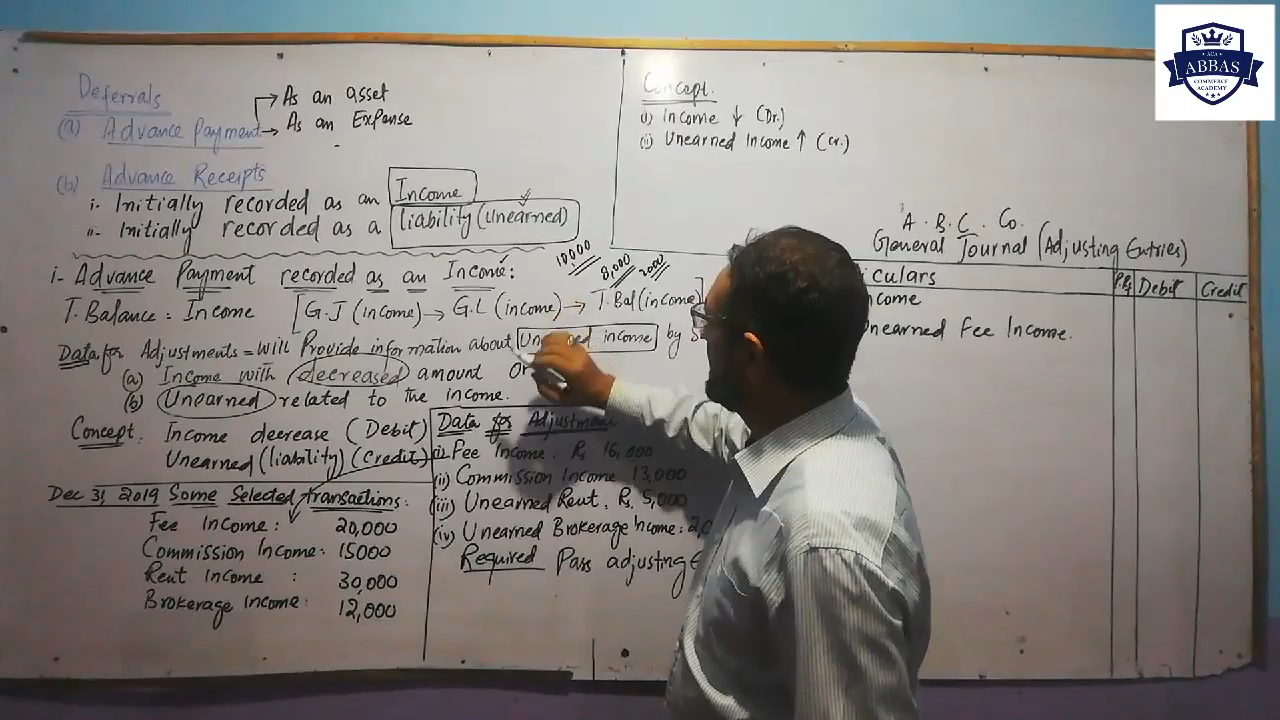 Deferrals
(a) Advance Payment
As an asset
As an Expense
(b) Advance Receipts
i. Initially recorded as an Income
ii. Initially recorded as a liability (unearned)
i. Advance Payment recorded as an Income:
10000 8,000 2000
T. Balance = Income [G.J (income) → G.L (income) → T.Bal (income)]
Data for Adjustments = will Provide information about income by
(a) Income with decreased amount Or
(b) Unearned related to the income.
Concept. Income decrease (Debit)
Unearned (liability) (Credit)
Dec 31, 2019 Some Selected transactions:
Fee Income: 20,000
Commission Income: 15000
Rent Income : 30,000
Brokerage Income: 12,000
Data for Adjustment
(i) Fee Income. Rs 16,000
(ii) Commission Income 13,000
(iii) Unearned Rent. Rs. 5,000
(iv) Unearned Brokerage Income:
Required Pass adjusting
Concept.
(i) Income ↓ (Dr.)
(ii) Unearned Income ↑ (Cr.)
A. B. C. Co.
General Journal (Adjusting Entries)
iculars P.R Debit Credit
ncome
nearned Fee Income.
ACA
ABBAS
COMMERCE
ACADEMY